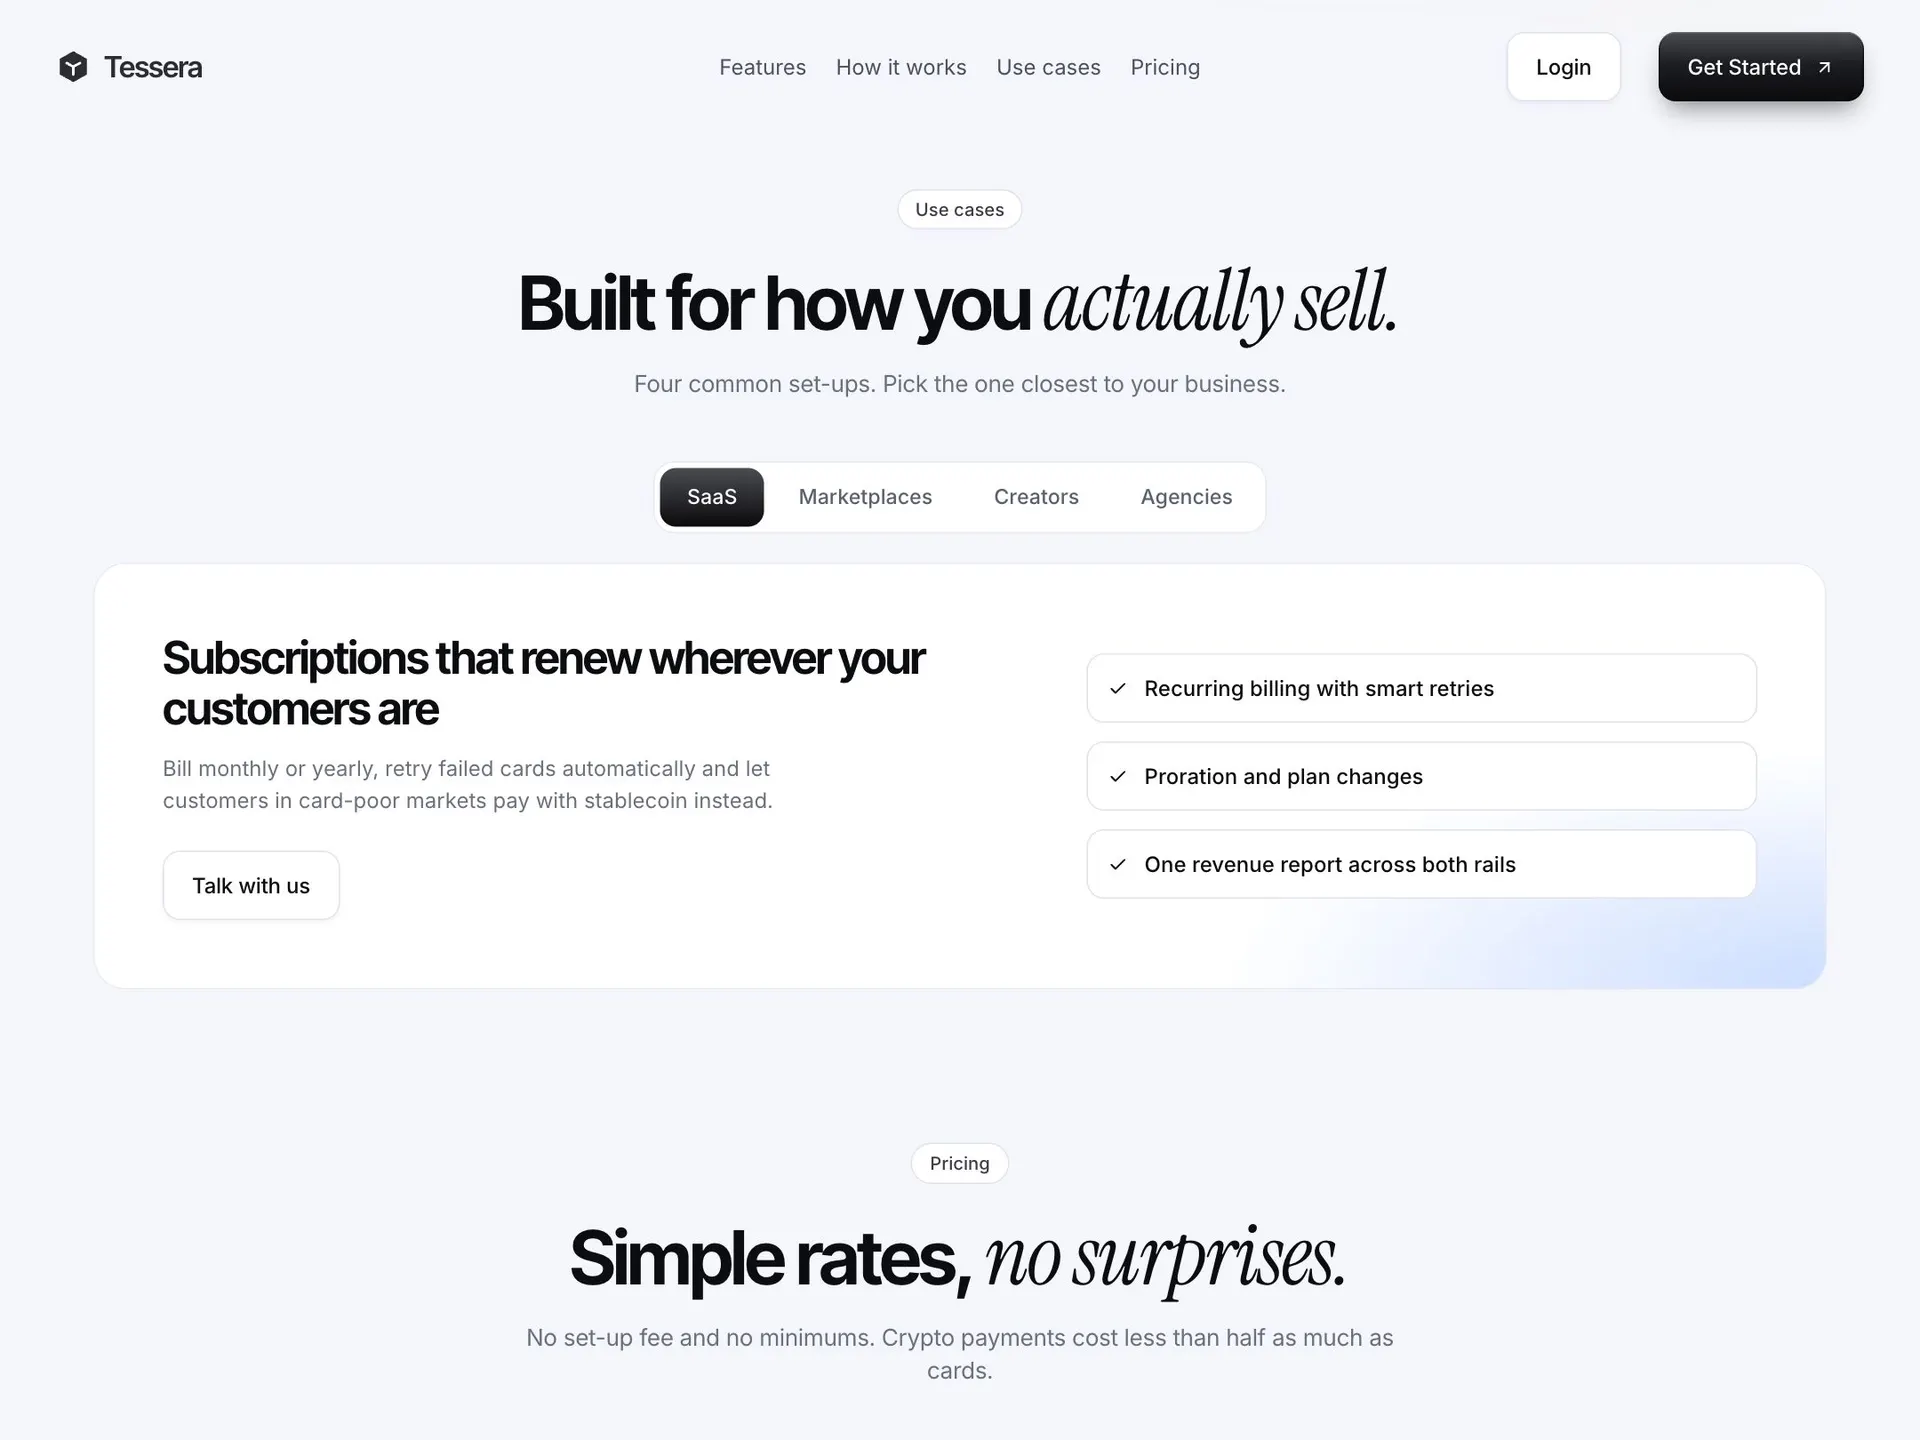 Tessera
Features
How it works
Use cases
Pricing
Login
Get Started
Use cases
Built for how you actually sell.
Four common set-ups. Pick the one closest to your business.
SaaS
Marketplaces
Creators
Agencies
Subscriptions that renew wherever your
customers are
Bill monthly or yearly, retry failed cards automatically and let
customers in card-poor markets pay with stablecoin instead.
Talk with us
Recurring billing with smart retries
Proration and plan changes
One revenue report across both rails
Pricing
Simple rates, no surprises.
No set-up fee and no minimums. Crypto payments cost less than half as much as
cards.